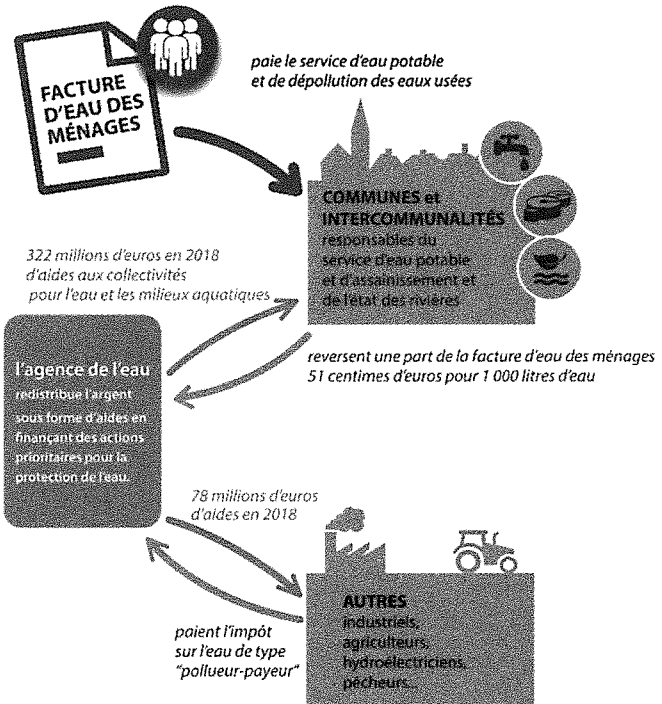 FACTURE
D'EAU DES
MÉNAGES
paie le service d'eau potable
et de dépollution des eaux usées
COMMUNES et
INTERCOMMUNALITÉS
responsables du
service d'eau potable
et d'assainissement et
de l'état des rivières
322 millions d'euros en 2018
d'aides aux collectivités
pour l'eau et les milieux aquatiques
reversent une part de la facture d'eau des ménages
51 centimes d'euros pour 1 000 litres d'eau
l'agence de l'eau
redistribue l'argent
sous forme d'aides en
finançant des actions
prioritaires pour la
protection de l'eau.
78 millions d'euros
d'aides en 2018
paient l'impôt
sur l'eau de type
"pollueur-payeur"
AUTRES
industriels,
agriculteurs,
hydroélectriciens,
pêcheurs...